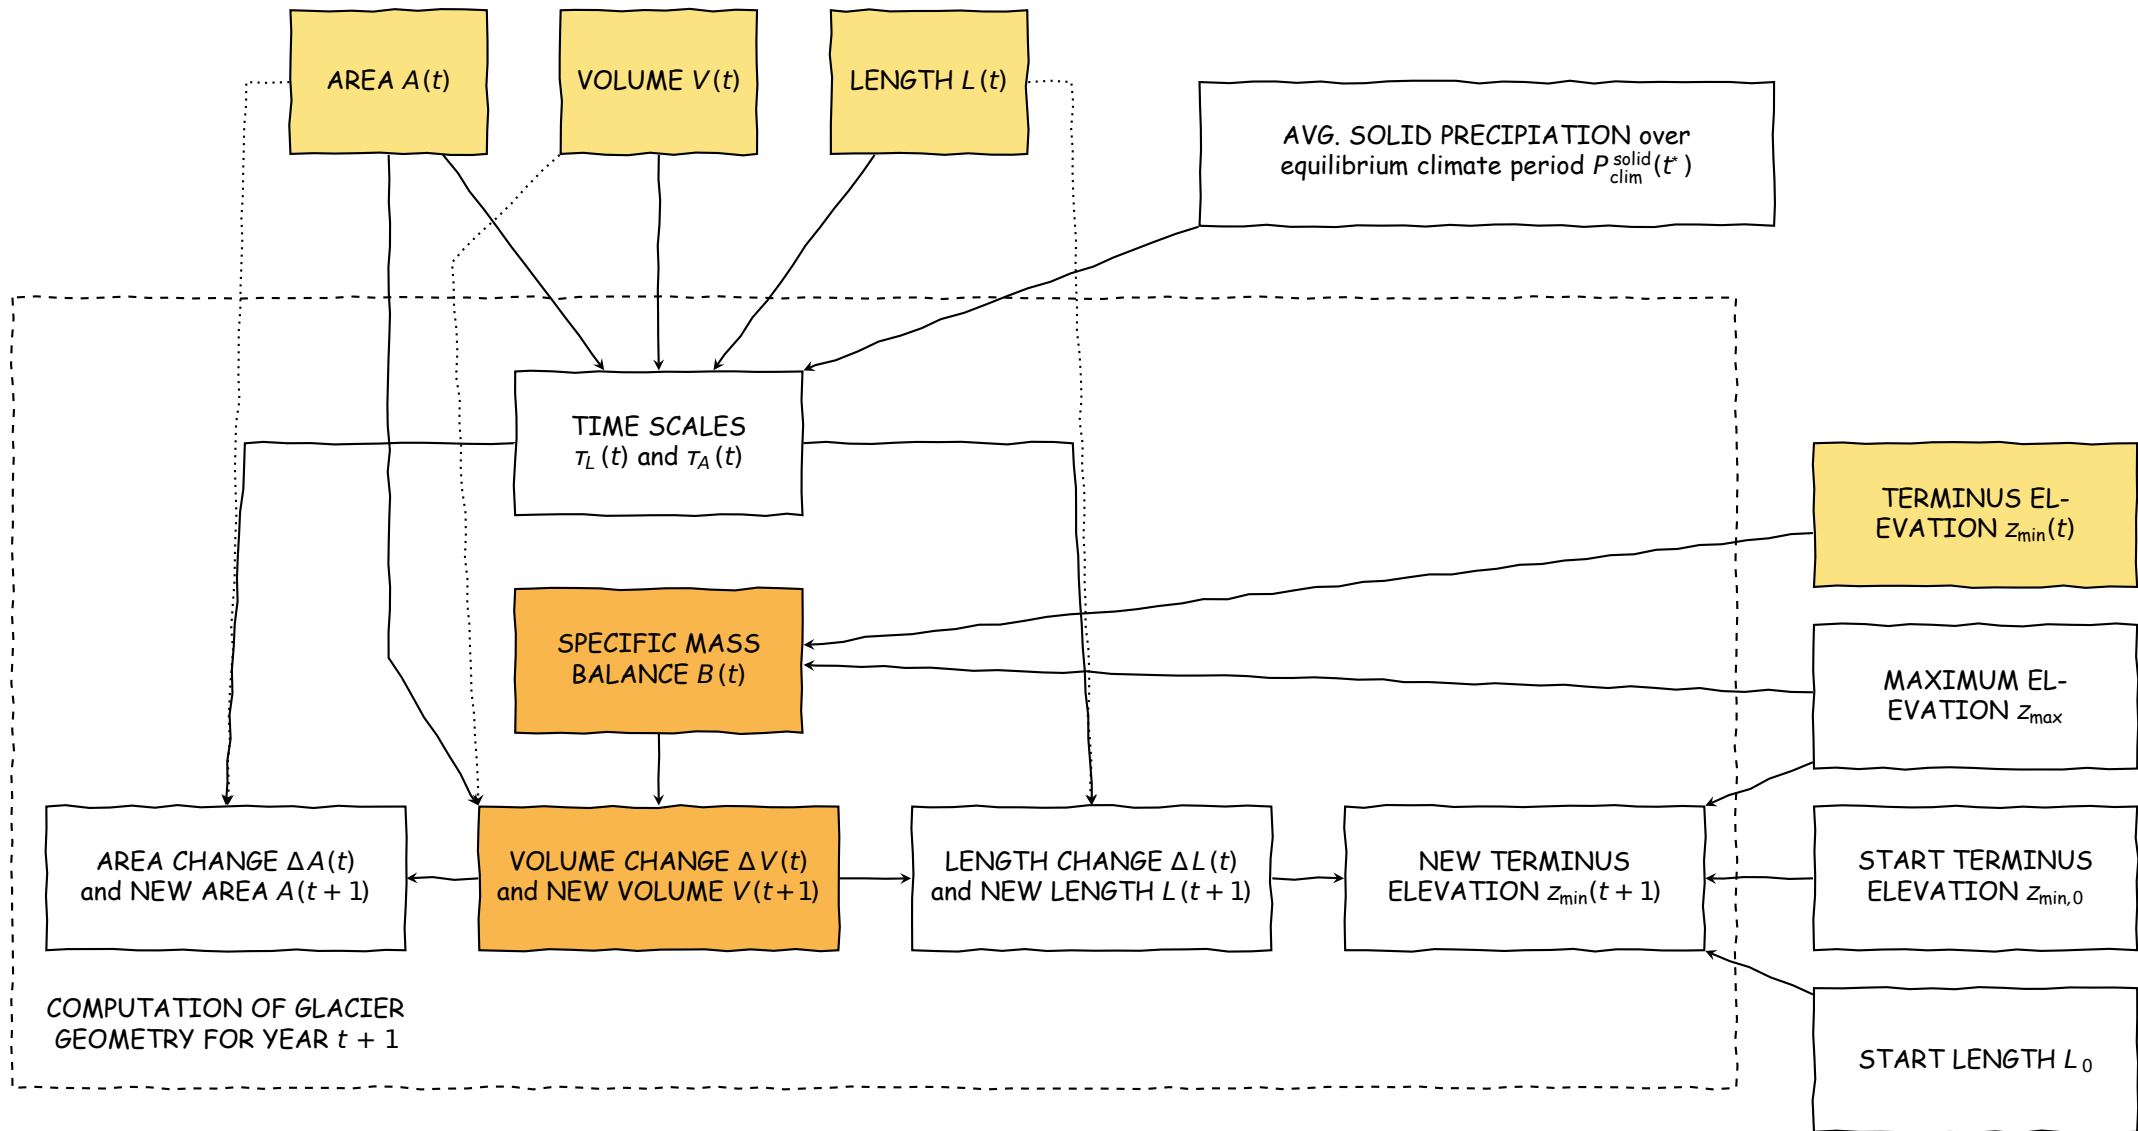 AREA A(t)
VOLUME V(t)
LENGTH L(t)
AVG. SOLID PRECIPIATION over
equilibrium climate period P^solid_clim(t*)
TIME SCALES
τ_L(t) and τ_A(t)
TERMINUS EL-
EVATION z_min(t)
SPECIFIC MASS
BALANCE B(t)
MAXIMUM EL-
EVATION z_max
AREA CHANGE ΔA(t)
and NEW AREA A(t+1)
VOLUME CHANGE ΔV(t)
and NEW VOLUME V(t+1)
LENGTH CHANGE ΔL(t)
and NEW LENGTH L(t+1)
NEW TERMINUS
ELEVATION z_min(t+1)
START TERMINUS
ELEVATION z_min,0
COMPUTATION OF GLACIER
GEOMETRY FOR YEAR t + 1
START LENGTH L_0